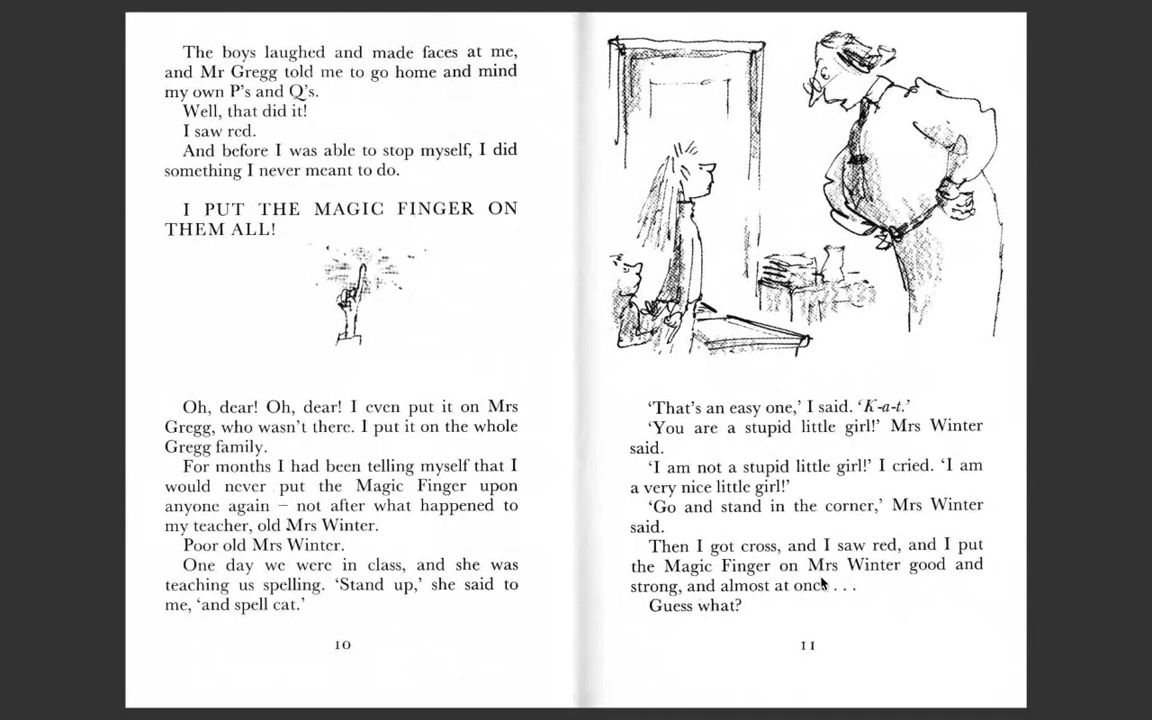 The boys laughed and made faces at me,
and Mr Gregg told me to go home and mind
my own P's and Q's.
Well, that did it!
I saw red.
And before I was able to stop myself, I did
something I never meant to do.
I PUT THE MAGIC FINGER ON
THEM ALL!
Oh, dear! Oh, dear! I even put it on Mrs
Gregg, who wasn't there. I put it on the whole
Gregg family.
For months I had been telling myself that I
would never put the Magic Finger upon
anyone again – not after what happened to
my teacher, old Mrs Winter.
Poor old Mrs Winter.
One day we were in class, and she was
teaching us spelling. 'Stand up,' she said to
me, 'and spell cat.'
10
'That's an easy one,' I said. 'K-a-t.'
'You are a stupid little girl!' Mrs Winter
said.
'I am not a stupid little girl!' I cried. 'I am
a very nice little girl!'
'Go and stand in the corner,' Mrs Winter
said.
Then I got cross, and I saw red, and I put
the Magic Finger on Mrs Winter good and
strong, and almost at once . . .
Guess what?
11